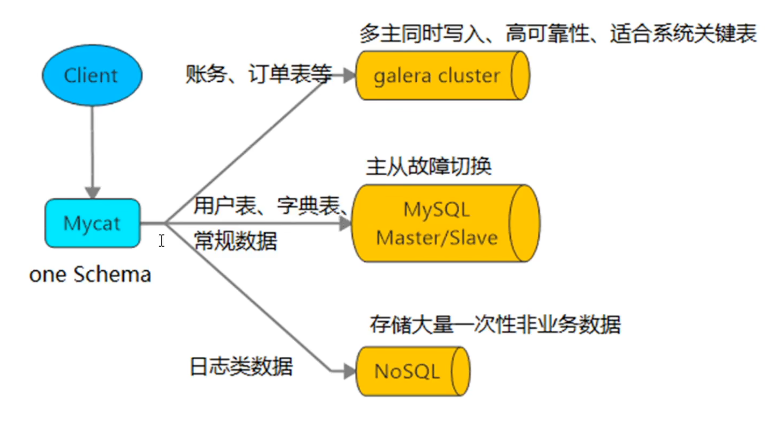 多主同时写入、高可靠性、适合系统关键表
Client
账务、订单表等
galera cluster
主从故障切换
用户表、字典表、
常规数据
MySQL
Master/Slave
Mycat
one Schema
存储大量一次性非业务数据
日志类数据
NoSQL